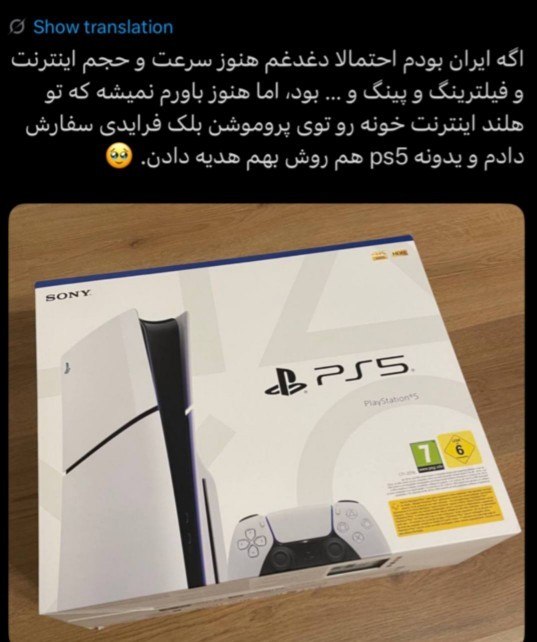 Show translation
اگه ایران بودم احتمالا دغدغم هنوز سرعت و حجم اینترنت
و فیلترینگ و پینگ و ... بود، اما هنوز باورم نمیشه که تو
هلند اینترنت خونه رو توی پروموشن بلک فرایدی سفارش
دادم و یدونه ps5 هم روش بهم هدیه دادن. 🥹
SONY
PS5
PlayStation®5
7
6